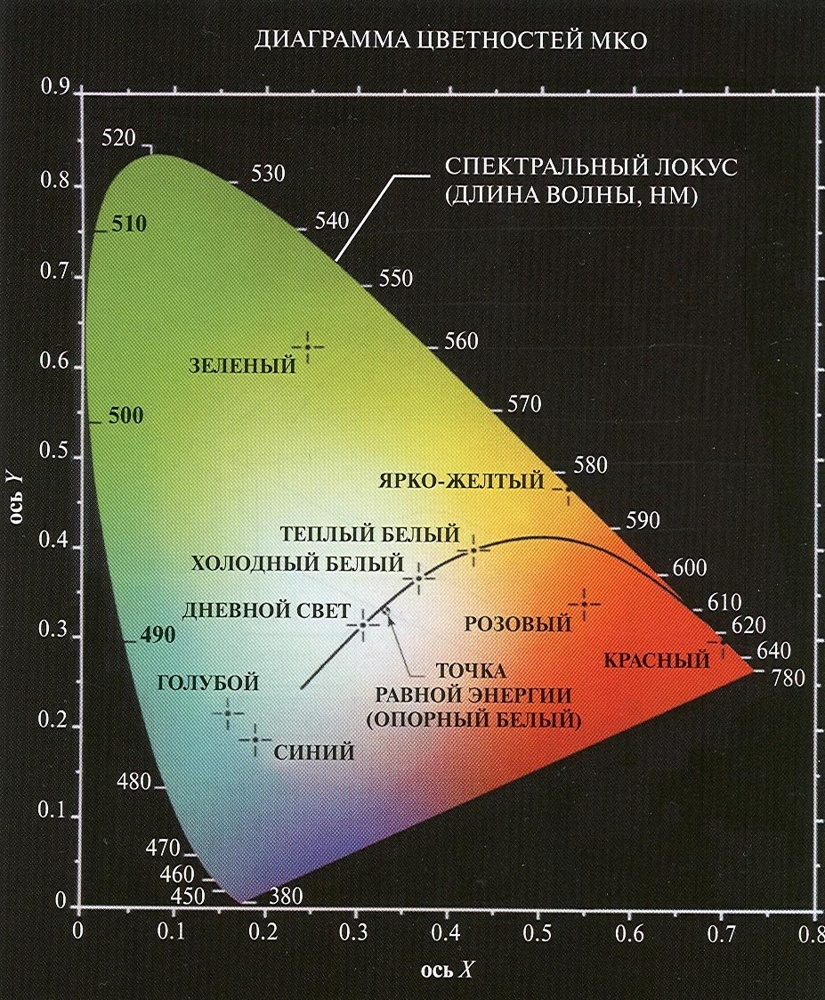 ДИАГРАММА ЦВЕТНОСТЕЙ МКО
0.9
520
0.8
530
СПЕКТРАЛЬНЫЙ ЛОКУС
(ДЛИНА ВОЛНЫ, НМ)
510
540
0.7
550
560
0.6
ЗЕЛЕНЫЙ
500
570
0.5
580
ЯРКО-ЖЕЛТЫЙ
ось Y
590
ТЕПЛЫЙ БЕЛЫЙ
0.4
ХОЛОДНЫЙ БЕЛЫЙ
600
ДНЕВНОЙ СВЕТ
610
РОЗОВЫЙ
0.3
490
620
КРАСНЫЙ
640
780
ТОЧКА
РАВНОЙ ЭНЕРГИИ
(ОПОРНЫЙ БЕЛЫЙ)
ГОЛУБОЙ
0.2
СИНИЙ
480
0.1
470
460
450
380
0
0 0.1 0.2 0.3 0.4 0.5 0.6 0.7 0.8
ось X